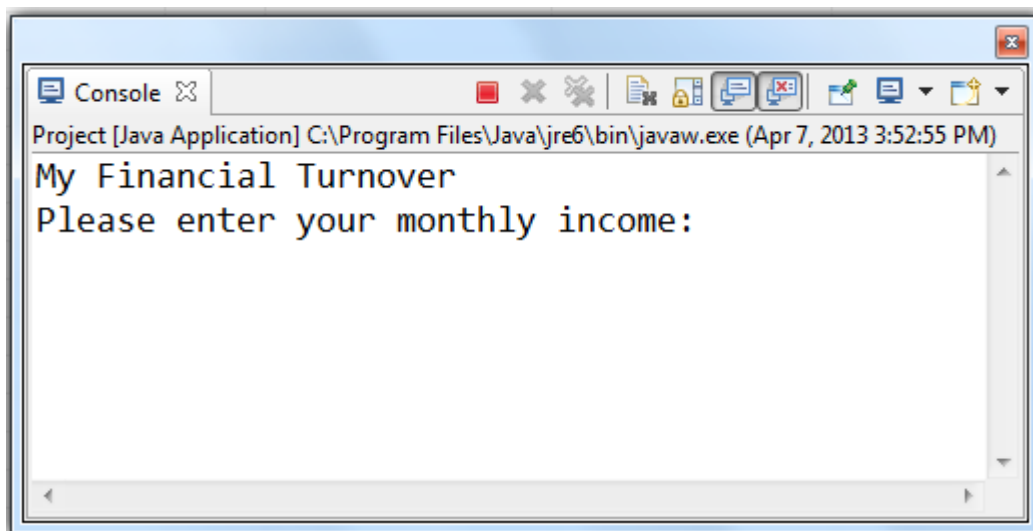 Console
Project [Java Application] C:\Program Files\Java\jre6\bin\javaw.exe (Apr 7, 2013 3:52:55 PM)
My Financial Turnover
Please enter your monthly income: